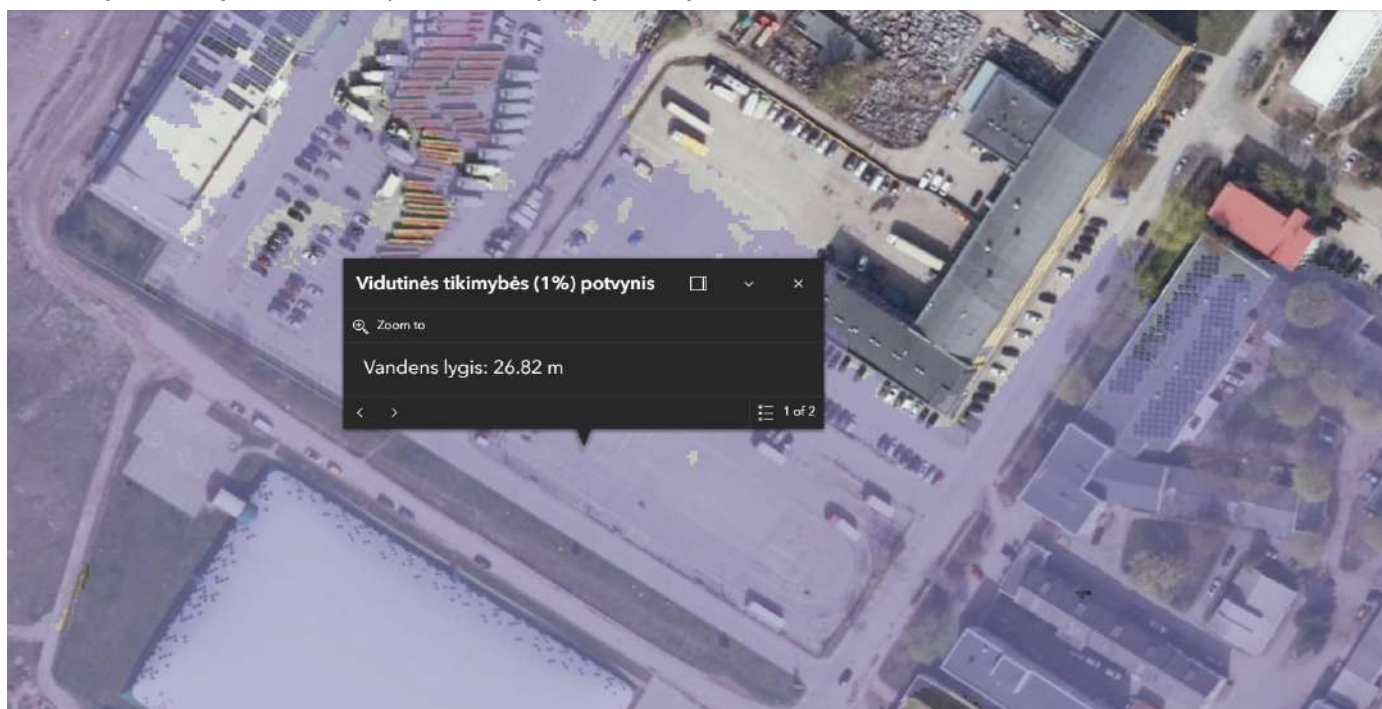 Vidutinės tikimybės (1%) potvynis
Zoom to
Vandens lygis: 26.82 m
1 of 2